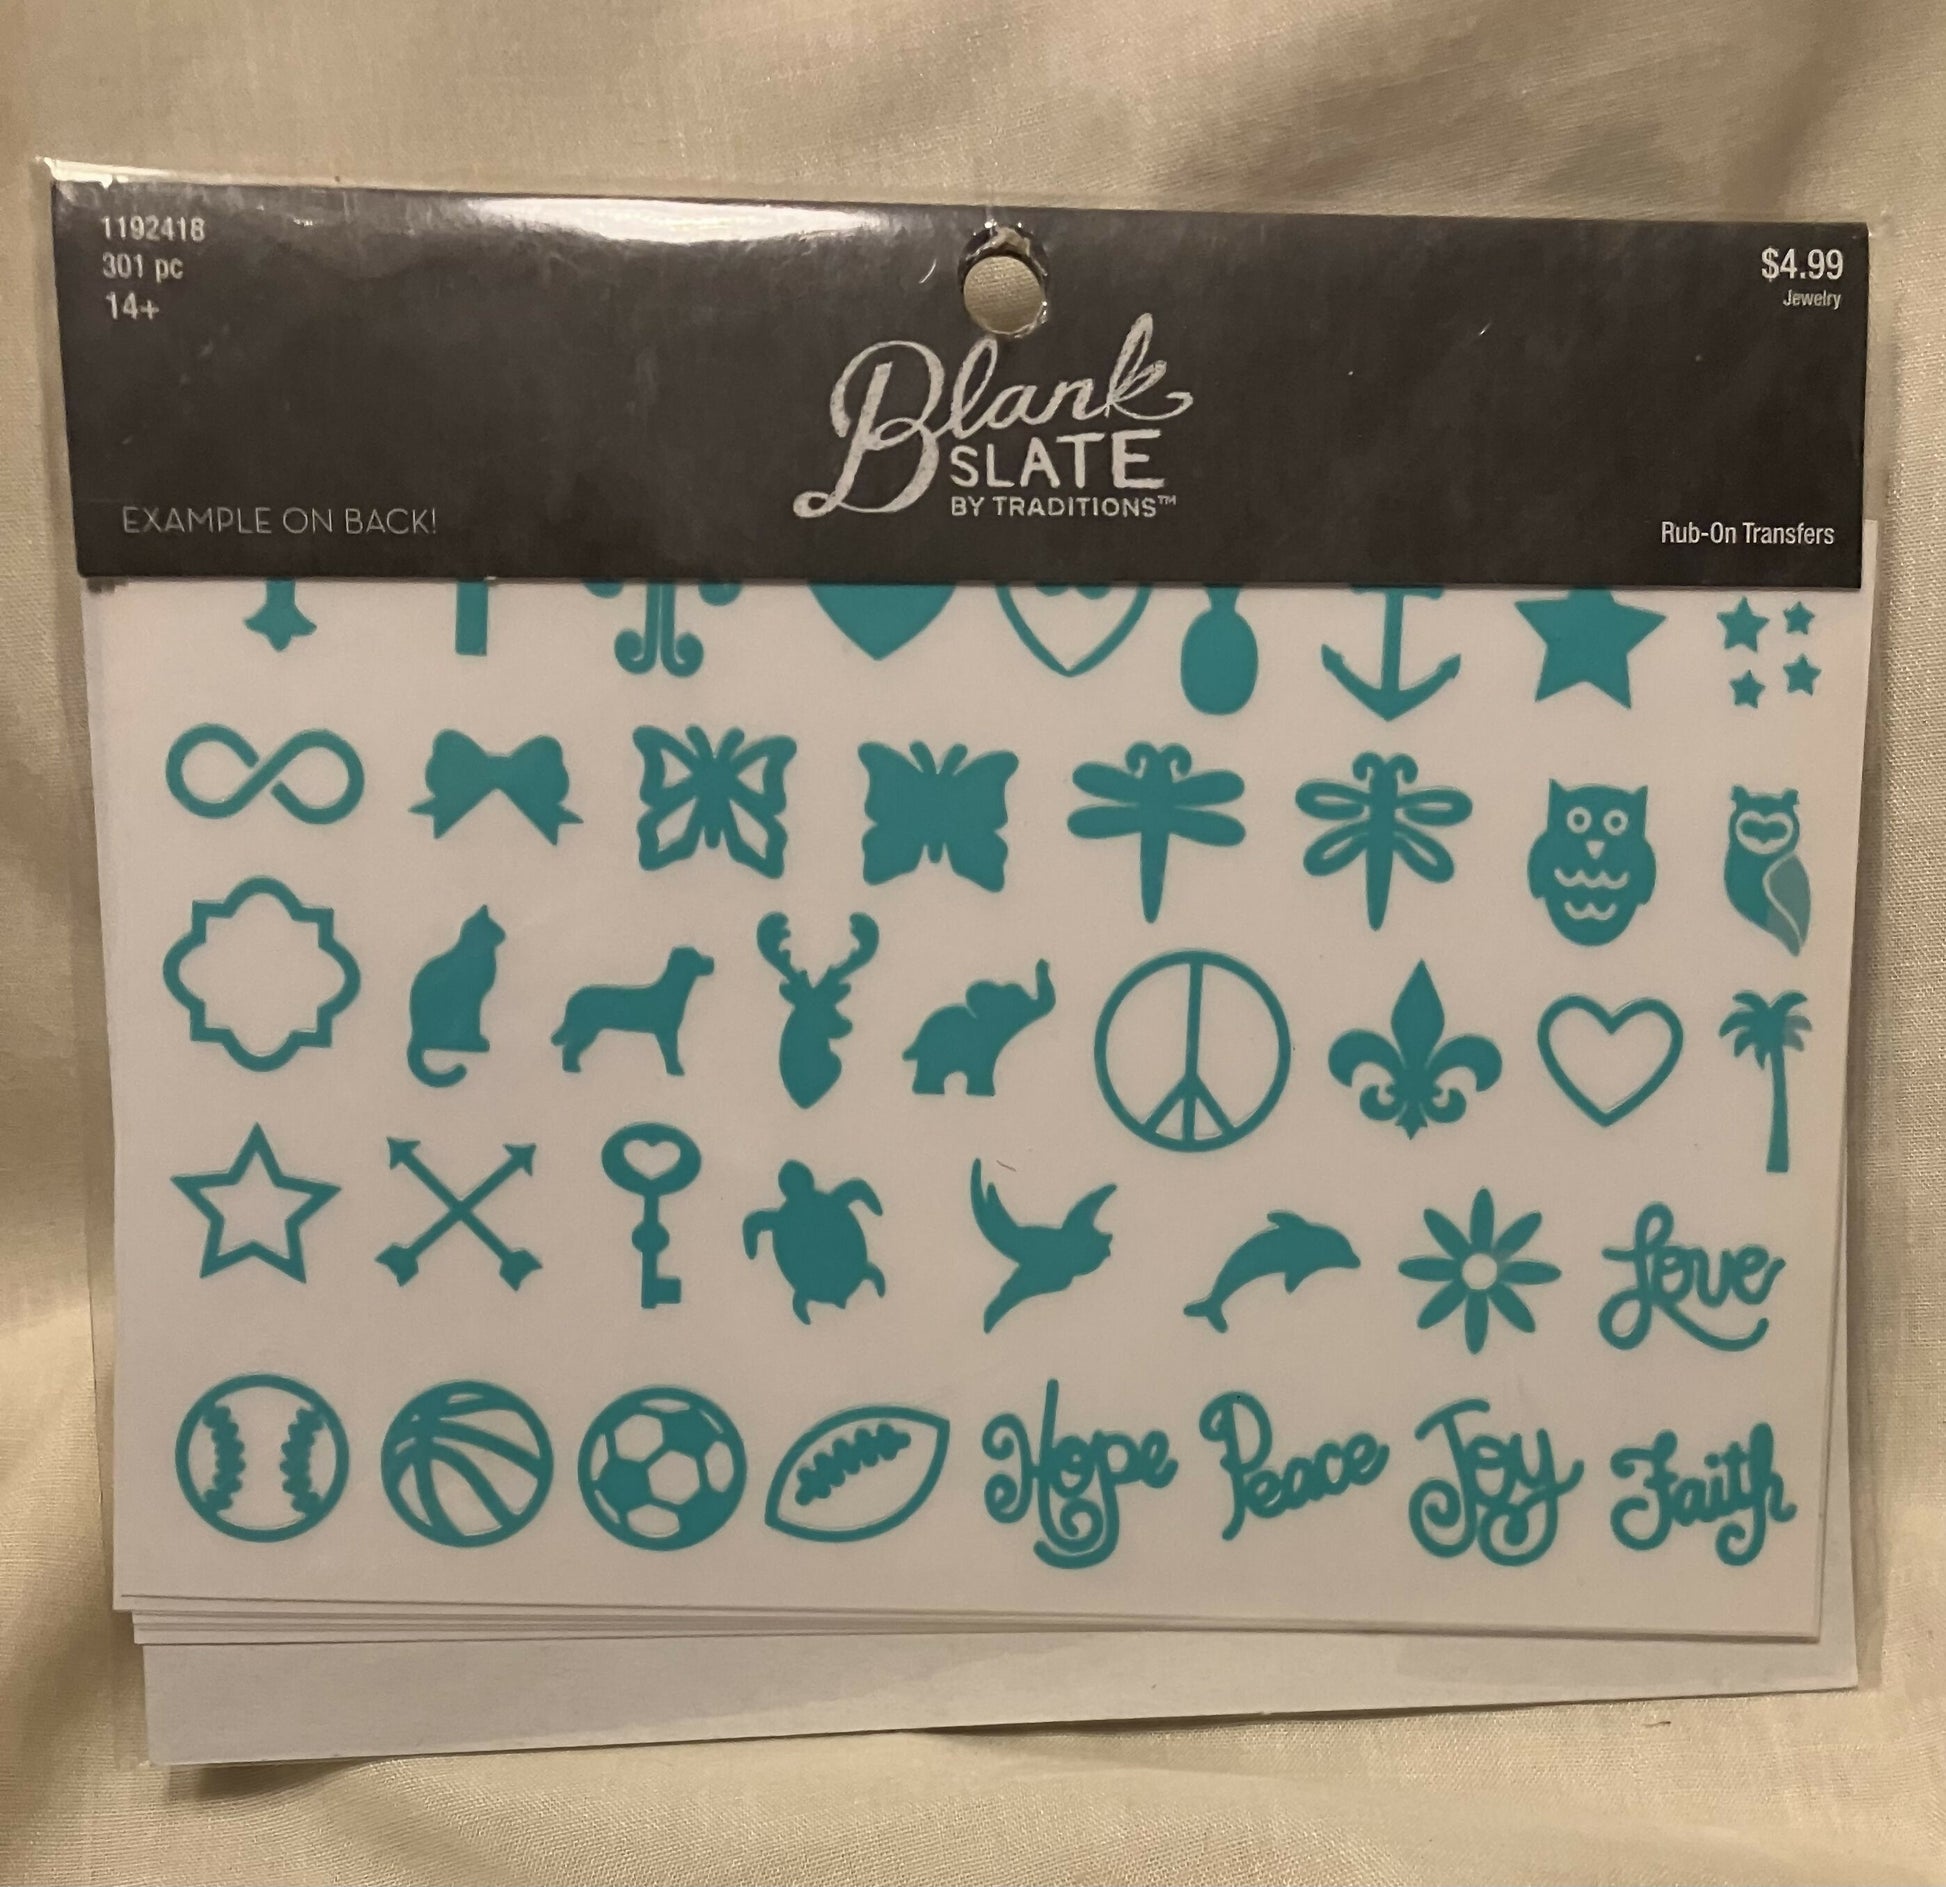 1192418
301 pc
14+
$4.99
Jewelry
Blank
SLATE
BY TRADITIONS™
EXAMPLE ON BACK!
Rub-On Transfers
Love
Hope Peace Joy Faith